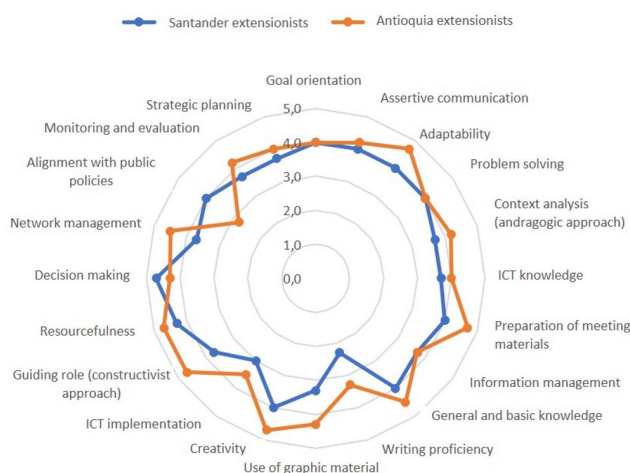 Santander extensionists
Antioquia extensionists
Goal orientation
Assertive communication
Adaptability
Problem solving
Context analysis
(andragogic approach)
ICT knowledge
Preparation of meeting
materials
Information management
General and basic knowledge
Writing proficiency
Use of graphic material
Creativity
ICT implementation
Guiding role (constructivist
approach)
Resourcefulness
Decision making
Network management
Alignment with public
policies
Monitoring and evaluation
Strategic planning
5,0
4,0
3,0
2,0
1,0
0,0